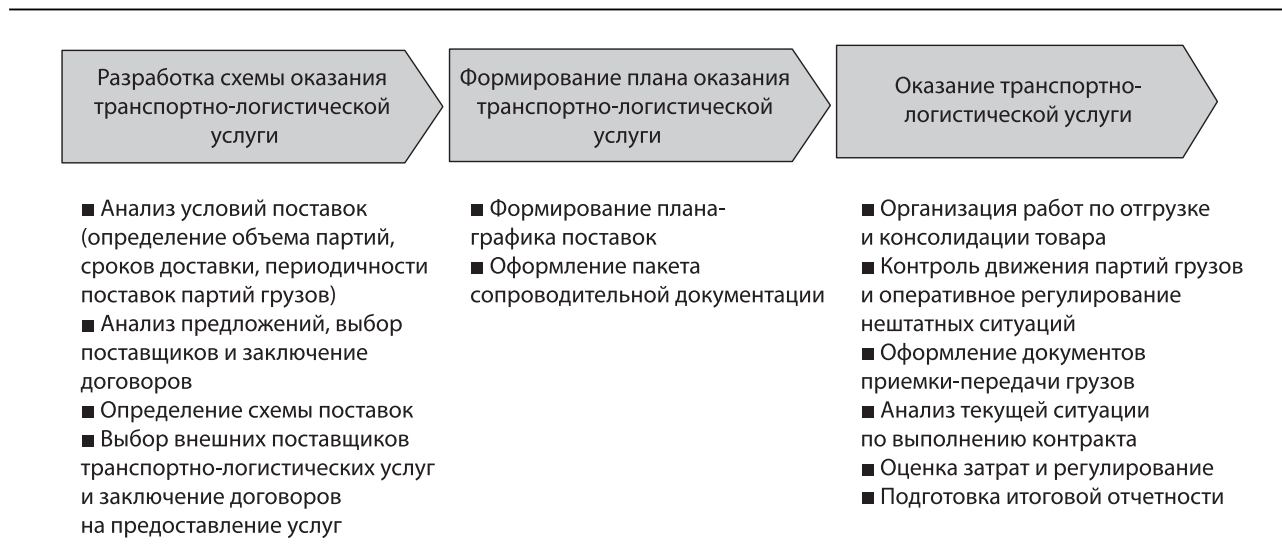 Разработка схемы оказания
транспортно-логистической
услуги
Формирование плана оказания
транспортно-логистической
услуги
Оказание транспортно-
логистической услуги
■ Анализ условий поставок
(определение объема партий,
сроков доставки, периодичности
поставок партий грузов)
■ Анализ предложений, выбор
поставщиков и заключение
договоров
■ Определение схемы поставок
■ Выбор внешних поставщиков
транспортно-логистических услуг
и заключение договоров
на предоставление услуг
■ Формирование плана-
графика поставок
■ Оформление пакета
сопроводительной документации
■ Организация работ по отгрузке
и консолидации товара
■ Контроль движения партий грузов
и оперативное регулирование
нештатных ситуаций
■ Оформление документов
приемки-передачи грузов
■ Анализ текущей ситуации
по выполнению контракта
■ Оценка затрат и регулирование
■ Подготовка итоговой отчетности